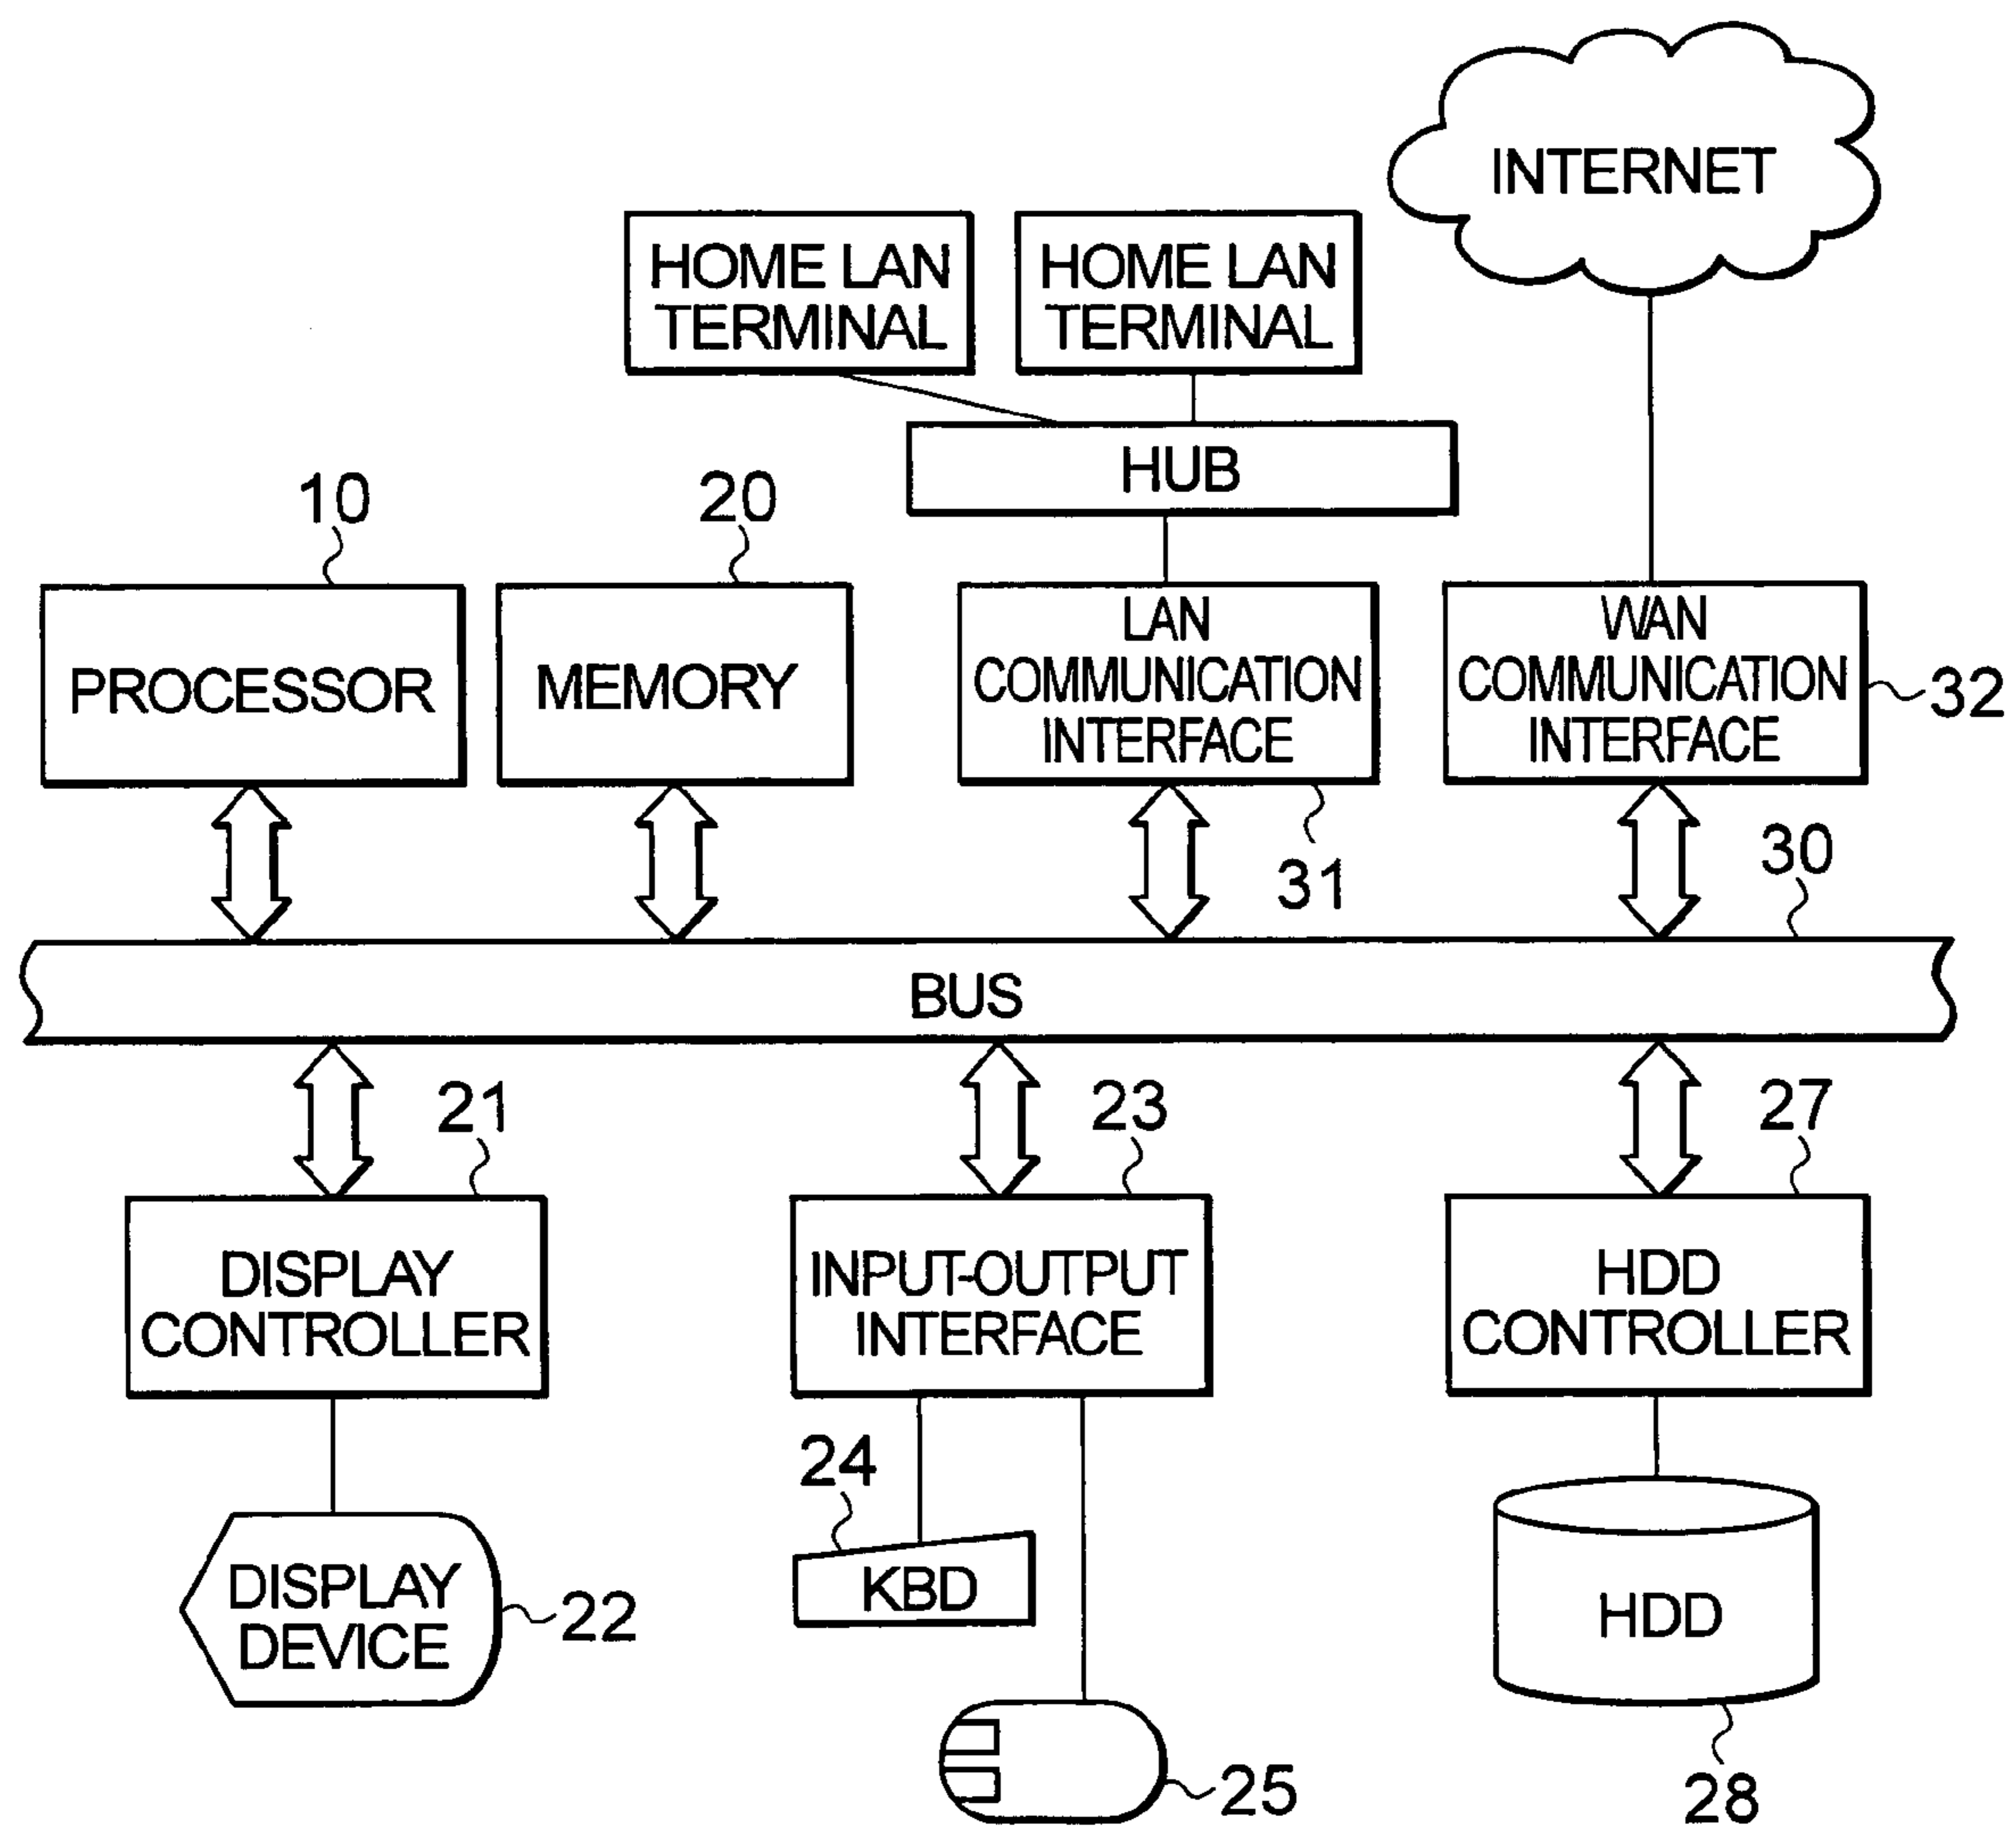 INTERNET
HOME LAN
TERMINAL
HOME LAN
TERMINAL
HUB
10
20
PROCESSOR
MEMORY
LAN
COMMUNICATION
INTERFACE
WAN
COMMUNICATION
INTERFACE
32
31
30
BUS
21
23
27
DISPLAY
CONTROLLER
INPUT-OUTPUT
INTERFACE
HDD
CONTROLLER
24
KBD
DISPLAY
DEVICE
22
HDD
25
28